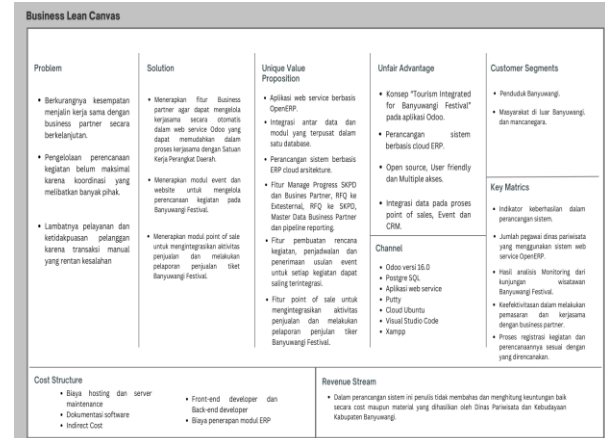 Business Lean Canvas
Problem
• Berkurangnya kesempatan
menjalin kerja sama dengan
business partner secara
berkelanjutan.
• Pengelolaan perencanaan
kegiatan belum maksimal
karena koordinasi yang
melibatkan banyak pihak.
• Lambatnya pelayanan dan
ketidakpuasan pelanggan
karena transaksi manual
yang rentan kesalahan
Solution
• Menerapkan fitur Business
partner agar dapat mengelola
kerjasama secara otomatis
dalam web service Odoo yang
dapat memudahkan dalam
proses kerjasama dengan Satuan
Kerja Perangkat Daerah.
• Menerapkan modul event dan
website untuk mengelola
perencanaan kegiatan pada
Banyuwangi Festival.
• Menerapkan modul point of sale
untuk mengintegrasikan aktivitas
penjualan dan melakukan
pelaporan penjualan tiket
Banyuwangi Festival.
Unique Value
Proposition
• Aplikasi web service berbasis
OpenERP.
• Integrasi antar data dan
modul yang terpusat dalam
satu database.
• Perancangan sistem berbasis
ERP cloud arsitekture.
• Fitur Manage Progress SKPD
dan Busines Partner, RFQ ke
Extesternal, RFQ ke SKPD,
Master Data Business Partner
dan pipeline reporting.
• Fitur pembuatan rencana
kegiatan, penjadwalan dan
penerimaan usulan event
untuk setiap kegiatan dapat
saling terintegrasi.
• Fitur point of sale untuk
mengintegrasikan aktivitas
penjualan dan melakukan
pelaporan penjulan tiker
Banyuwangi Festival.
Unfair Advantage
• Konsep "Tourism Integrated
for Banyuwangi Festival"
pada aplikasi Odoo.
• Perancangan sistem
berbasis cloud ERP.
• Open source, User friendly
dan Multiple akses.
• Integrasi data pada proses
point of sales, Event dan
CRM.
Channel
• Odoo versi 16.0
• Postgre SQL
• Aplikasi web service
• Putty
• Cloud Ubuntu
• Visual Studio Code
• Xampp
Customer Segments
• Penduduk Banyuwangi.
• Masyarakat di luar Banyuwangi,
dan mancanegara.
Key Matrics
• Indikator keberhasilan dalam
perancangan sistem.
• Jumlah pegawai dinas pariwisata
yang menggunakan sistem web
service OpenERP.
• Hasil analisis Monitoring dari
kunjungan wisatawan
Banyuwangi Festival.
• Keefektivitasan dalam melakukan
pemasaran dan kerjasama
dengan business partner.
• Proses registrasi kegiatan dan
perencanaannya sesuai dengan
yang direncanakan.
Cost Structure
• Biaya hosting dan server
maintenance
• Dokumentasi software
• Indirect Cost
• Front-end developer dan
Back-end developer
• Biaya penerapan modul ERP
Revenue Stream
• Dalam perancangan sistem ini penulis tidak membahas dan menghitung keuntungan baik
secara cost maupun material yang dihasilkan oleh Dinas Pariwisata dan Kebudayaan
Kabupaten Banyuwangi.